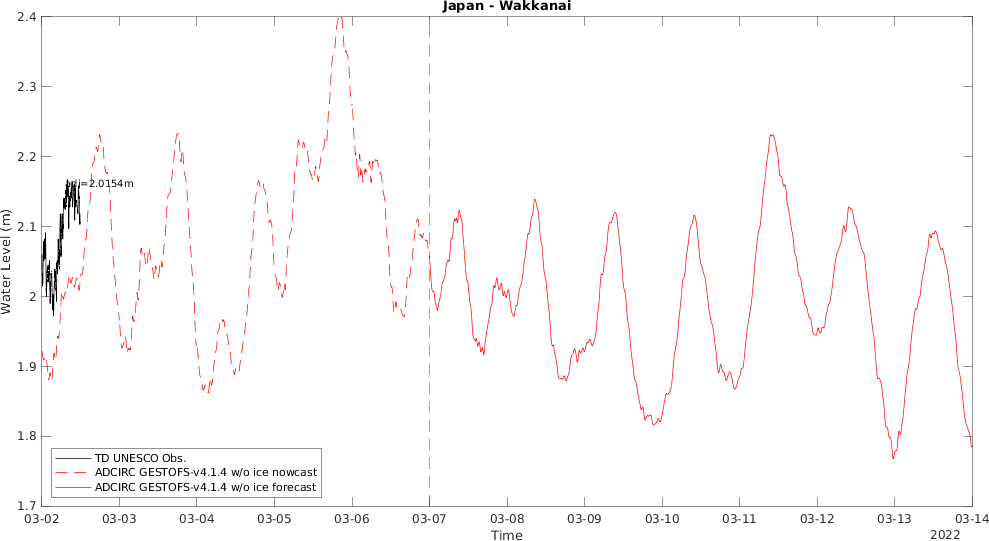 Japan - Wakkanai
2.4
2.3
2.2
2.1
2
1.9
1.8
1.7
Water Level (m)
=2.0154m
TD UNESCO Obs.
ADCIRC GESTOFS-v4.1.4 w/o ice nowcast
ADCIRC GESTOFS-v4.1.4 w/o ice forecast
03-02 03-03 03-04 03-05 03-06 03-07 03-08 03-09 03-10 03-11 03-12 03-13 03-14
Time
2022